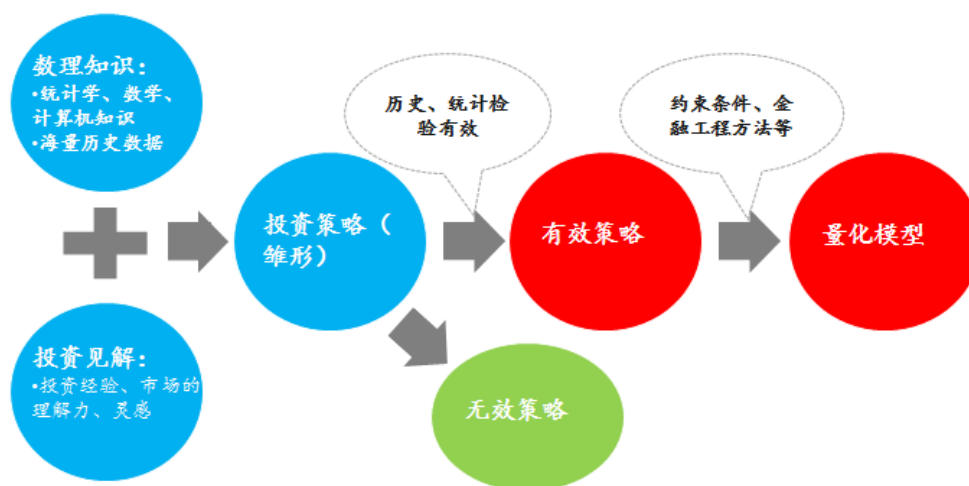 数理知识：
•统计学、数学、
计算机知识
•海量历史数据
投资见解：
•投资经验、市场的
理解力、灵感
投资策略（
雏形）
历史、统计检
验有效
有效策略
无效策略
约束条件、金
融工程方法等
量化模型